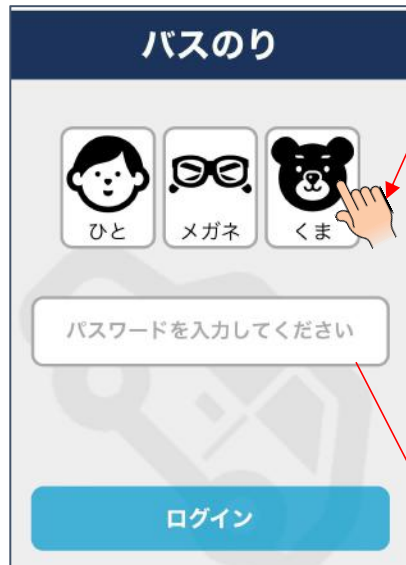 バスのり
ひと
メガネ
くま
パスワードを入力してください
ログイン